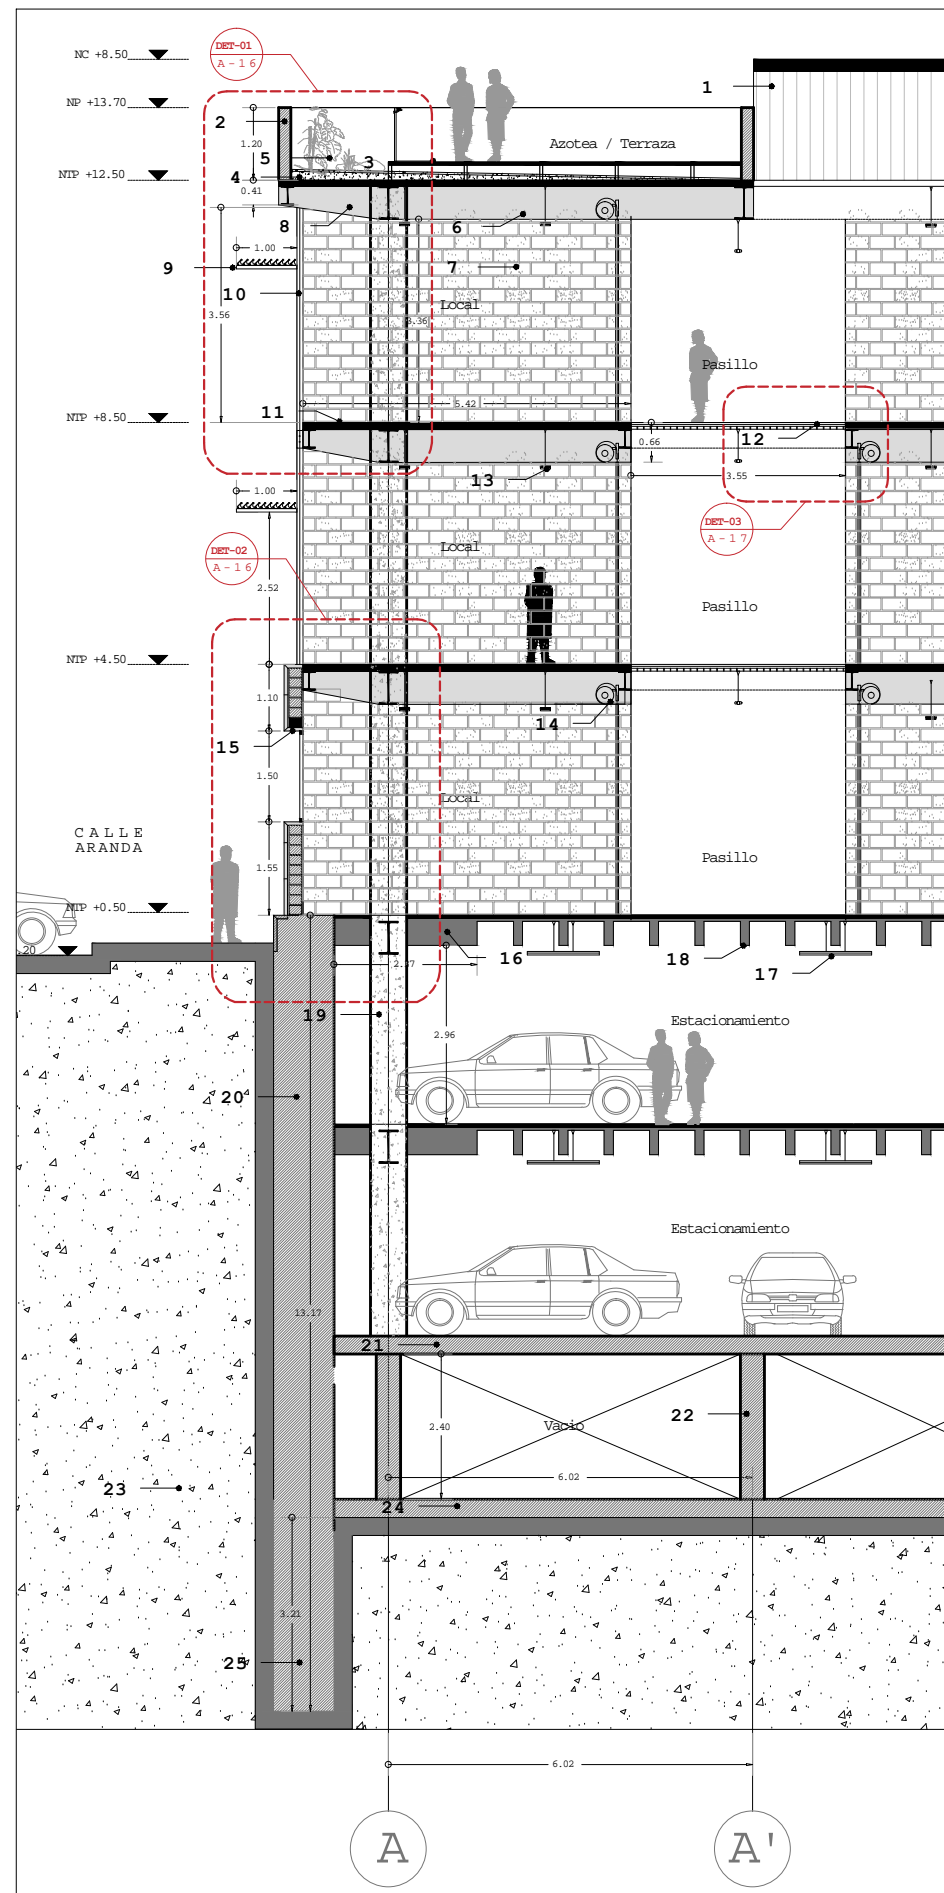 DET-01
A-16
NC +8.50
1
NP +13.70
2
1.20
Azotea / Terraza
5
3
4
NTP +12.50
0.41
8
6
1.00
9
7
10
Local
3.56
3.36
Pasillo
5.42
11
NTP +8.50
12
0.66
13
3.55
1.00
DET-03
A-17
DET-02
A-16
Local
2.52
Pasillo
NTP +4.50
1.10
14
15
1.50
Local
CALLE
ARANDA
Pasillo
1.55
NTP +0.50
.20
16
18
17
2.37
19
Estacionamiento
2.96
20
Estacionamiento
13.17
21
22
Vacio
2.40
6.02
23
24
3.21
25
6.02
A
A'